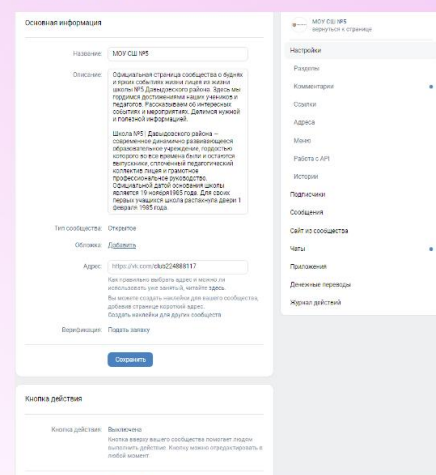 Основная информация
Название: МОУ СШ №5
Описание: Официальная страница сообщества о буднях
и ярких событиях жизни лицея из жизни
школы №5 Давыдовского района. Здесь мы
гордимся достижениями наших учеников и
педагогов. Рассказываем об интересных
событиях и мероприятиях. Делимся нужной
и полезной информацией.
Школа №5 | Давыдовского района –
современное динамично развивающееся
образовательное учреждение, гордостью
которого во все времена были и остаются
выпускники, сплочённый педагогический
коллектив лицея и грамотное
профессиональное руководство.
Официальной датой основания школы
является 19 ноября1985 года. Для своих
первых учащихся школа распахнула двери 1
февраля 1985 года.
Тип сообщества: Открытое
Обложка: Добавить
Адрес: https://vk.com/club224888117
Как правильно выбрать адрес и можно ли
использовать уже занятый, читайте здесь.
Вы можете создать наклейки для вашего сообщества,
добавив странице короткий адрес.
Создать наклейки для других сообществ
Верификация: Подать заявку
Сохранить
Кнопка действия
Кнопка действия: Выключено
Кнопка вверху вашего сообщества помогает людям
выполнить действие. Кнопку можно отредактировать в
любой момент.
МОУ СШ №5
вернуться к странице
Настройки
Разделы
Комментарии
Ссылки
Адреса
Меню
Работа с API
Истории
Подписчики
Сообщения
Сайт из сообщества
Чаты
Приложения
Денежные переводы
Журнал действий